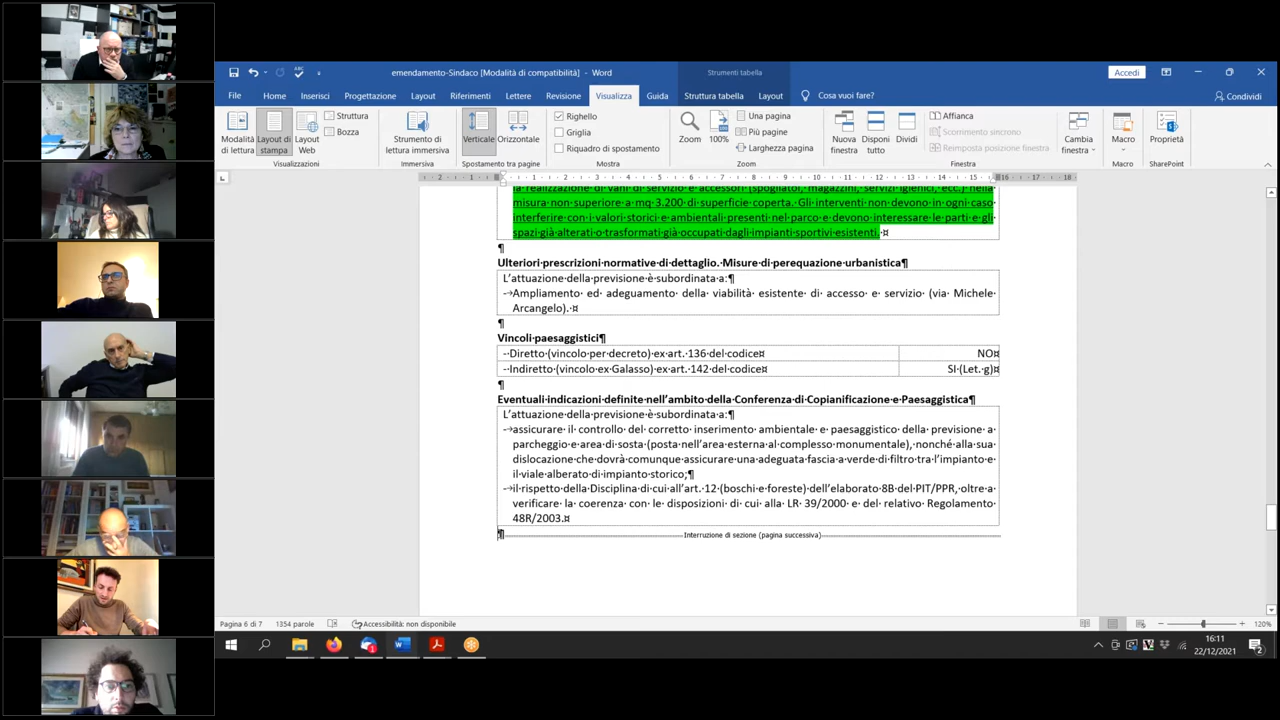 emendamento-Sindaco [Modalità di compatibilità] - Word
Strumenti tabella
Accedi
File Home Inserisci Progettazione Layout Riferimenti Lettere Revisione Visualizza Guida Struttura tabella Layout Cosa vuoi fare? Condividi
Modalità di lettura
Layout di stampa
Layout Web
Struttura
Bozza
Visualizzazioni
Strumento di lettura immersiva
Immersiva
Verticale
Orizzontale
Spostamento tra pagine
Righello
Griglia
Riquadro di spostamento
Mostra
Zoom
100%
Una pagina
Più pagine
Larghezza pagina
Zoom
Nuova finestra
Disponi tutto
Dividi
Affianca
Scorrimento sincrono
Reimposta posizione finestra
Cambia finestra
Finestra
Macro
Macro
Proprietà
SharePoint
la realizzazione di vani di servizio e accessori (spogliatoi, magazzini, servizi igienici, ecc.) nella
misura non superiore a mq 3.200 di superficie coperta. Gli interventi non devono in ogni caso
interferire con i valori storici e ambientali presenti nel parco e devono interessare le parti e gli
spazi già alterati o trasformati già occupati dagli impianti sportivi esistenti. ¤
¶
Ulteriori prescrizioni normative di dettaglio. Misure di perequazione urbanistica¶
L'attuazione della previsione è subordinata a:¶
-→Ampliamento ed adeguamento della viabilità esistente di accesso e servizio (via Michele
Arcangelo). ¤
¶
Vincoli paesaggistici¶
- Diretto (vincolo per decreto) ex art. 136 del codice¤ NO¤
- Indiretto (vincolo ex Galasso) ex art. 142 del codice¤ SI (Let. g)¤
¶
Eventuali indicazioni definite nell'ambito della Conferenza di Copianificazione e Paesaggistica¶
L'attuazione della previsione è subordinata a:¶
-→assicurare il controllo del corretto inserimento ambientale e paesaggistico della previsione a
parcheggio e area di sosta (posta nell'area esterna al complesso monumentale), nonché alla sua
dislocazione che dovrà comunque assicurare una adeguata fascia a verde di filtro tra l'impianto e
il viale alberato di impianto storico;¶
-→il rispetto della Disciplina di cui all'art. 12 (boschi e foreste) dell'elaborato 8B del PIT/PPR, oltre a
verificare la coerenza con le disposizioni di cui alla LR 39/2000 e del relativo Regolamento
48R/2003.¤
¶ Interruzione di sezione (pagina successiva)
Pagina 6 di 7 1354 parole Accessibilità: non disponibile 120%
16:11
22/12/2021